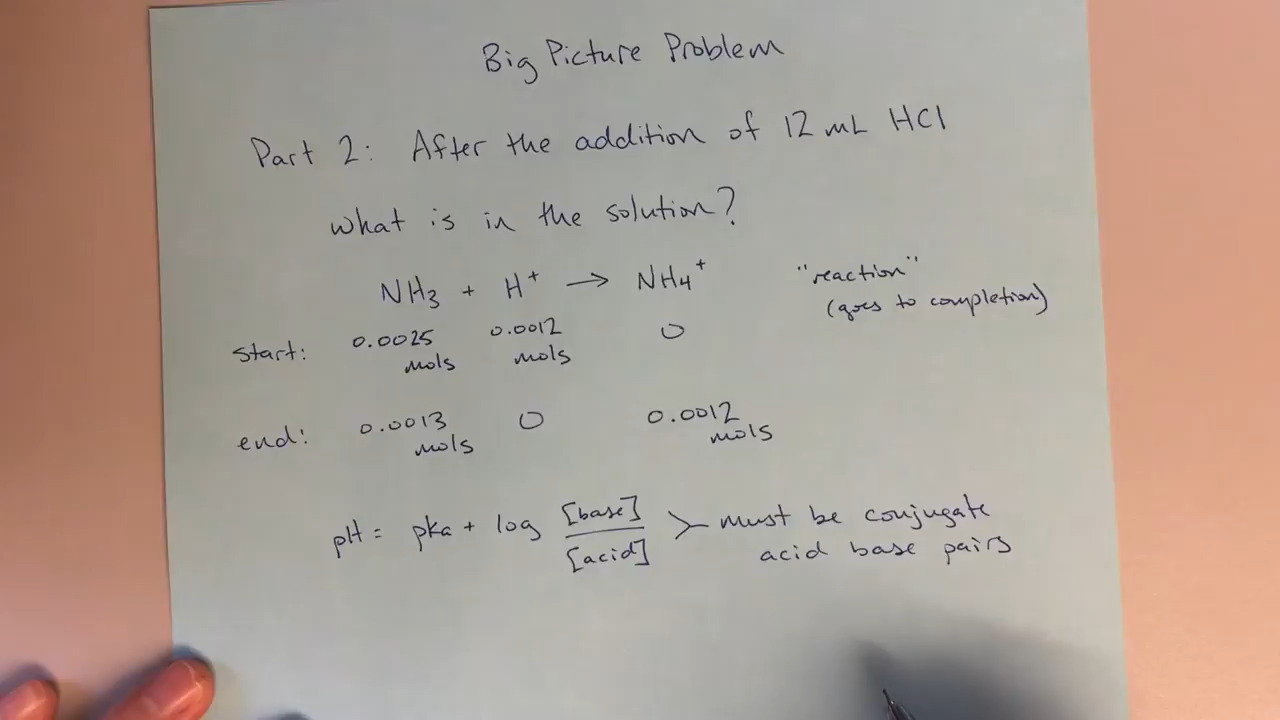 Big Picture Problem
Part 2: After the addition of 12 mL HCl
what is in the solution?
NH₃ + H⁺ → NH₄⁺ "reaction"
(goes to completion)
start: 0.0025 mols 0.0012 mols 0
end: 0.0013 mols 0 0.0012 mols
pH = pka + log [base]/[acid] > must be conjugate
acid base pairs